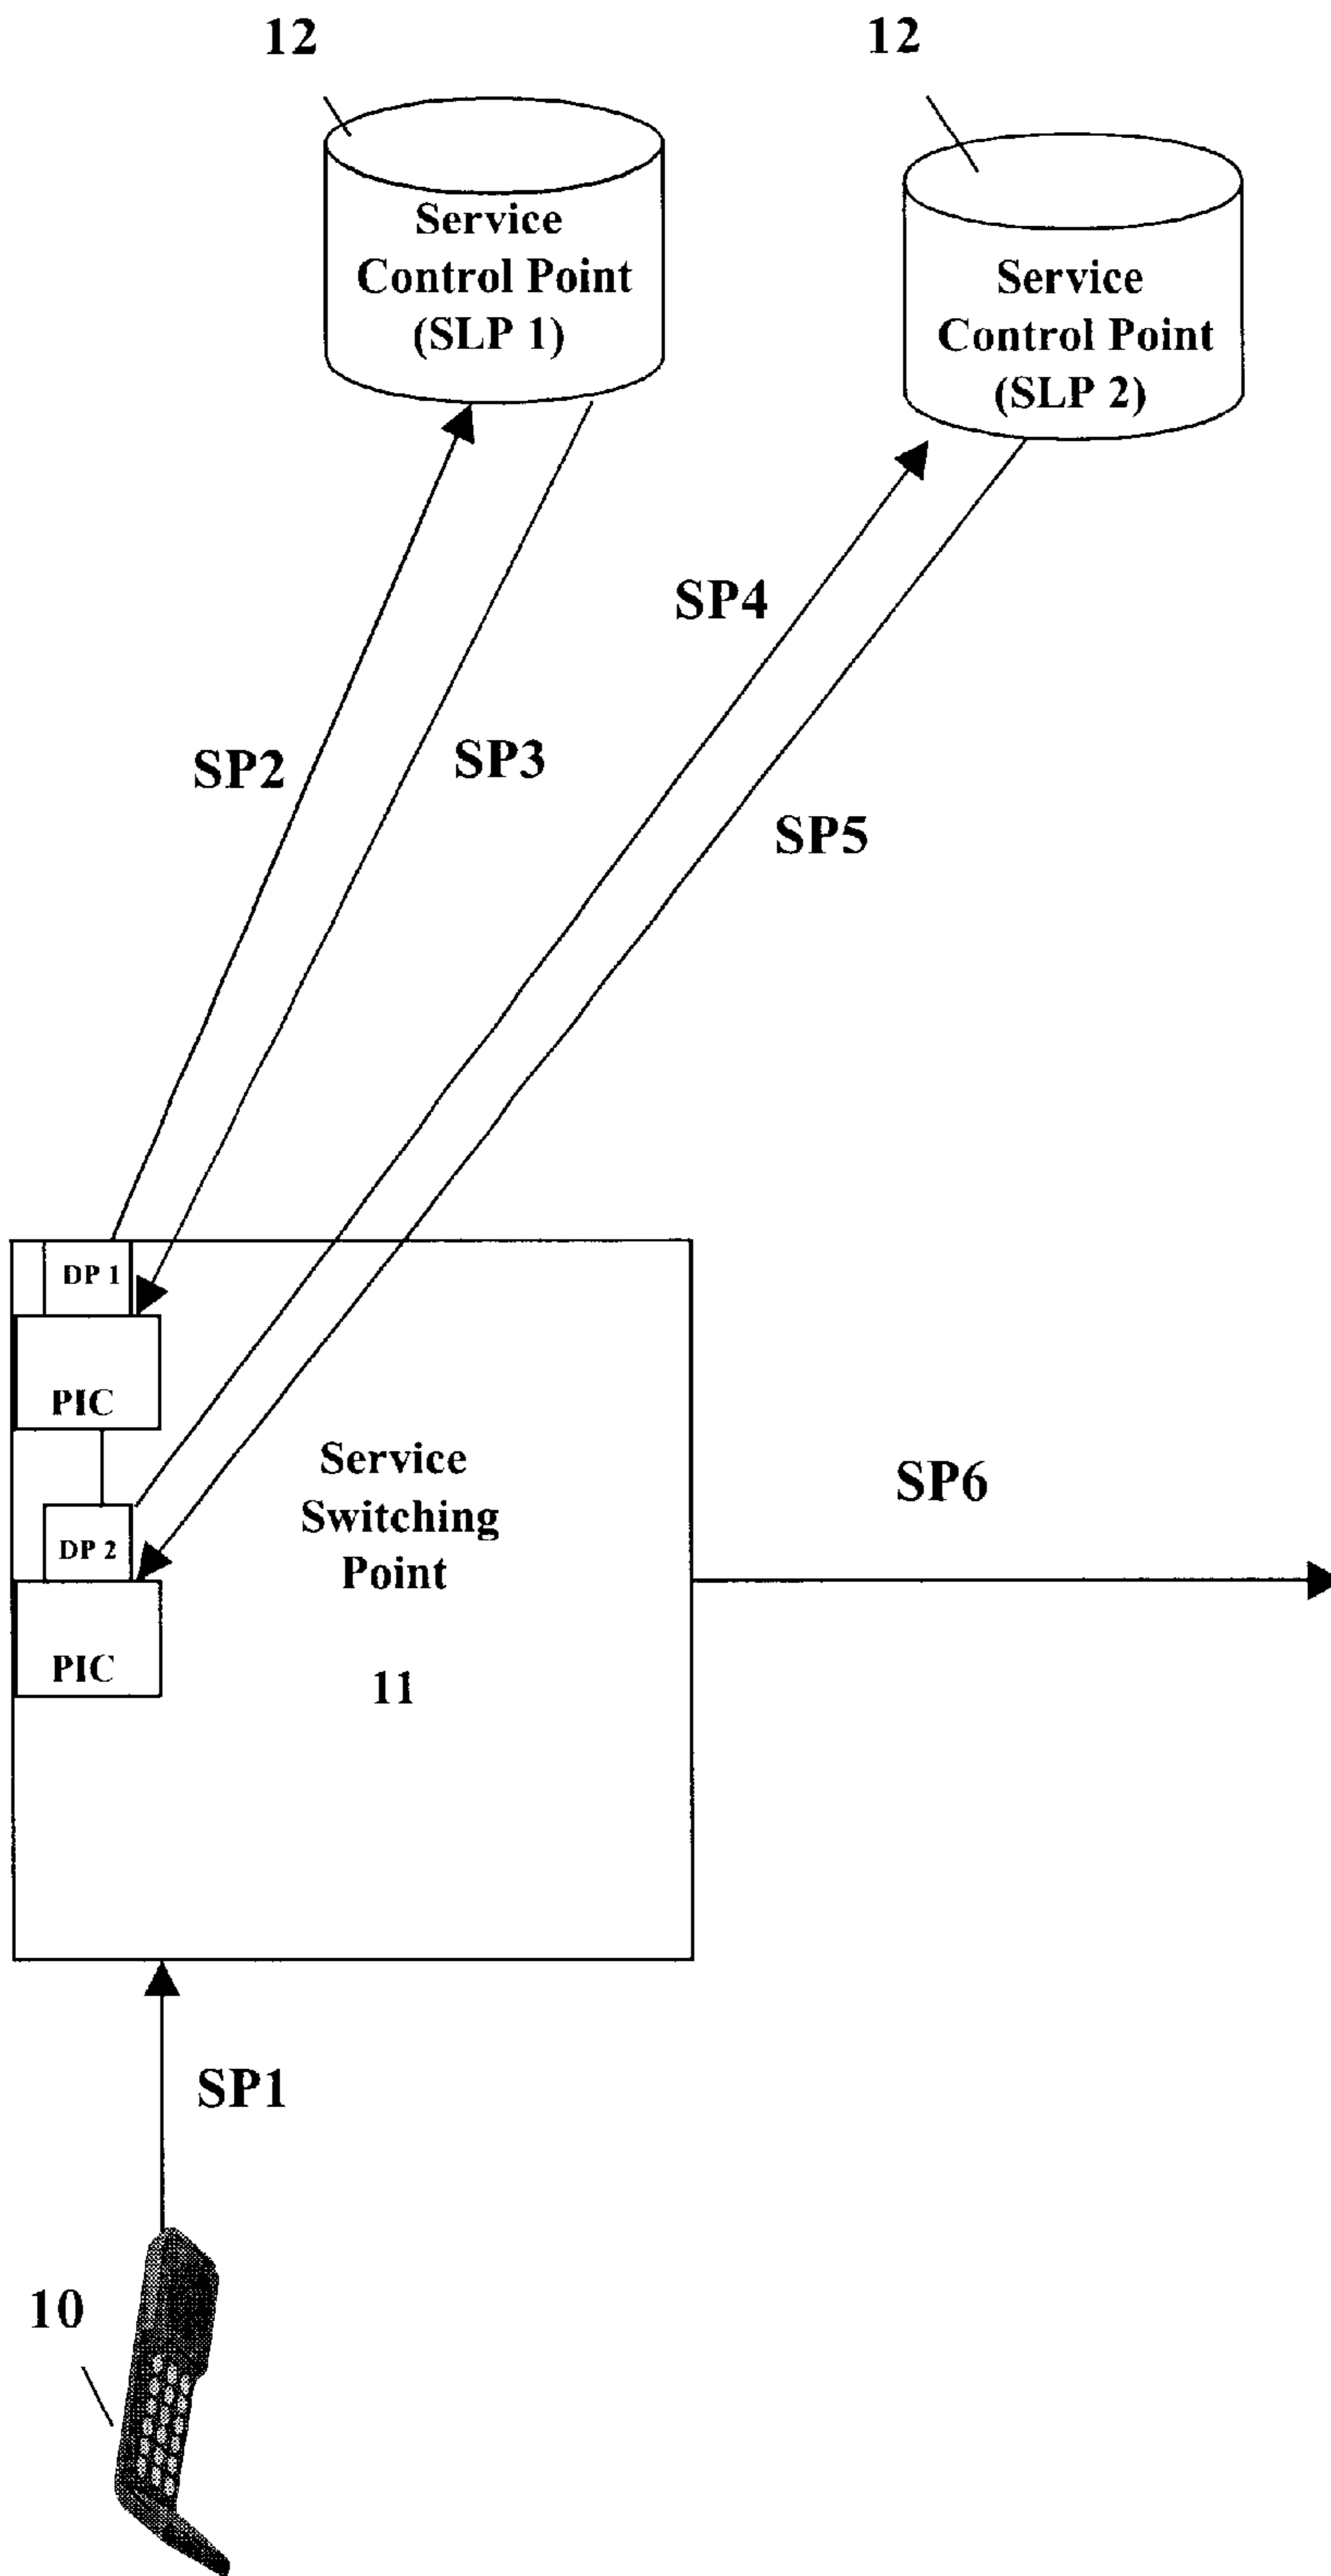 12
12
Service
Control Point
(SLP 1)
Service
Control Point
(SLP 2)
SP4
SP2
SP3
SP5
DP 1
PIC
Service
Switching
Point
11
SP6
DP 2
PIC
SP1
10